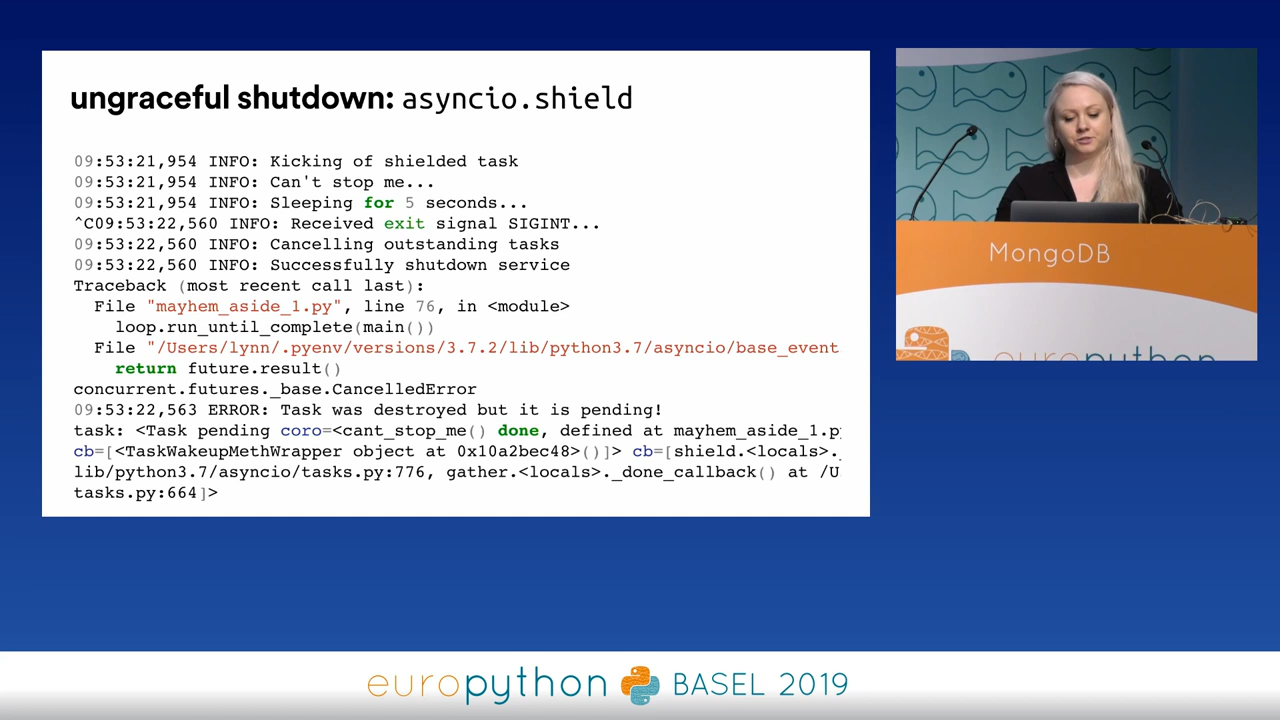 ungraceful shutdown: asyncio.shield
09:53:21,954 INFO: Kicking of shielded task
09:53:21,954 INFO: Can't stop me...
09:53:21,954 INFO: Sleeping for 5 seconds...
^C09:53:22,560 INFO: Received exit signal SIGINT...
09:53:22,560 INFO: Cancelling outstanding tasks
09:53:22,560 INFO: Successfully shutdown service
Traceback (most recent call last):
File "mayhem_aside_1.py", line 76, in <module>
loop.run_until_complete(main())
File "/Users/lynn/.pyenv/versions/3.7.2/lib/python3.7/asyncio/base_event
return future.result()
concurrent.futures._base.CancelledError
09:53:22,563 ERROR: Task was destroyed but it is pending!
task: <Task pending coro=<cant_stop_me() done, defined at mayhem_aside_1.py
cb=[<TaskWakeupMethWrapper object at 0x10a2bec48>()]> cb=[shield.<locals>.
lib/python3.7/asyncio/tasks.py:776, gather.<locals>._done_callback() at /U
tasks.py:664]>
MongoDB
europython
europython BASEL 2019